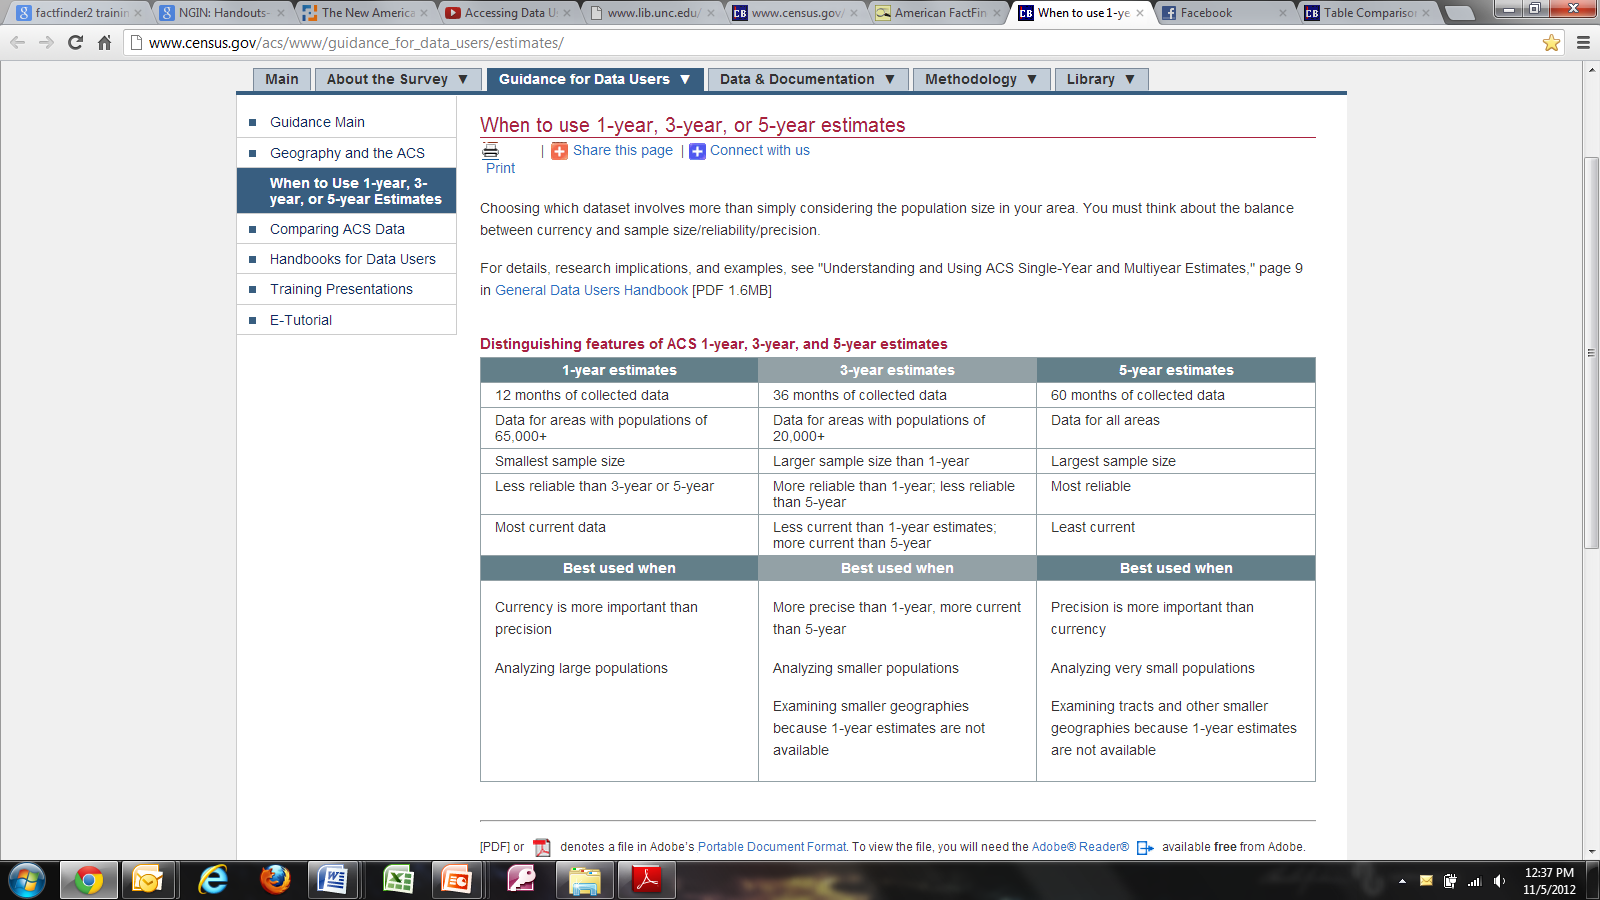 factfinder2 trainin
NGIN: Handouts-
The New America
Accessing Data U
www.lib.unc.edu/
www.census.gov/
American FactFin
When to use 1-ye
Facebook
Table Comparison
www.census.gov/acs/www/guidance_for_data_users/estimates/
Main About the Survey ▼ Guidance for Data Users ▼ Data & Documentation ▼ Methodology ▼ Library ▼
Guidance Main
Geography and the ACS
When to Use 1-year, 3-
year, or 5-year Estimates
Comparing ACS Data
Handbooks for Data Users
Training Presentations
E-Tutorial
When to use 1-year, 3-year, or 5-year estimates
Print | Share this page | Connect with us
Choosing which dataset involves more than simply considering the population size in your area. You must think about the balance
between currency and sample size/reliability/precision.
For details, research implications, and examples, see "Understanding and Using ACS Single-Year and Multiyear Estimates," page 9
in General Data Users Handbook [PDF 1.6MB]
Distinguishing features of ACS 1-year, 3-year, and 5-year estimates
1-year estimates 3-year estimates 5-year estimates
12 months of collected data 36 months of collected data 60 months of collected data
Data for areas with populations of
65,000+
Data for areas with populations of
20,000+
Data for all areas
Smallest sample size Larger sample size than 1-year Largest sample size
Less reliable than 3-year or 5-year
More reliable than 1-year; less reliable
than 5-year
Most reliable
Most current data
Less current than 1-year estimates;
more current than 5-year
Least current
Best used when Best used when Best used when
Currency is more important than
precision
Analyzing large populations
More precise than 1-year, more current
than 5-year
Analyzing smaller populations
Examining smaller geographies
because 1-year estimates are not
available
Precision is more important than
currency
Analyzing very small populations
Examining tracts and other smaller
geographies because 1-year estimates
are not available
[PDF] or denotes a file in Adobe's Portable Document Format. To view the file, you will need the Adobe® Reader® available free from Adobe.
12:37 PM
11/5/2012